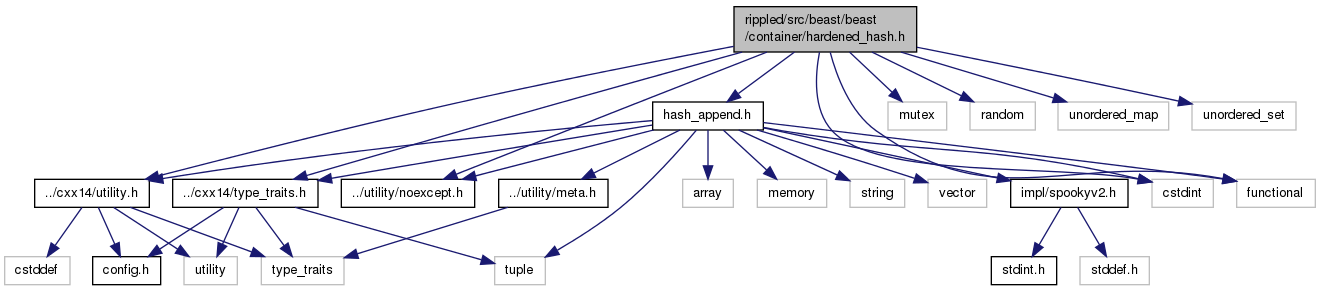 rippled/src/beast/beast
/container/hardened_hash.h
hash_append.h
mutex
random
unordered_map
unordered_set
../cxx14/utility.h
../cxx14/type_traits.h
../utility/noexcept.h
../utility/meta.h
array
memory
string
vector
impl/spookyv2.h
cstdint
functional
cstddef
config.h
utility
type_traits
tuple
stdint.h
stddef.h